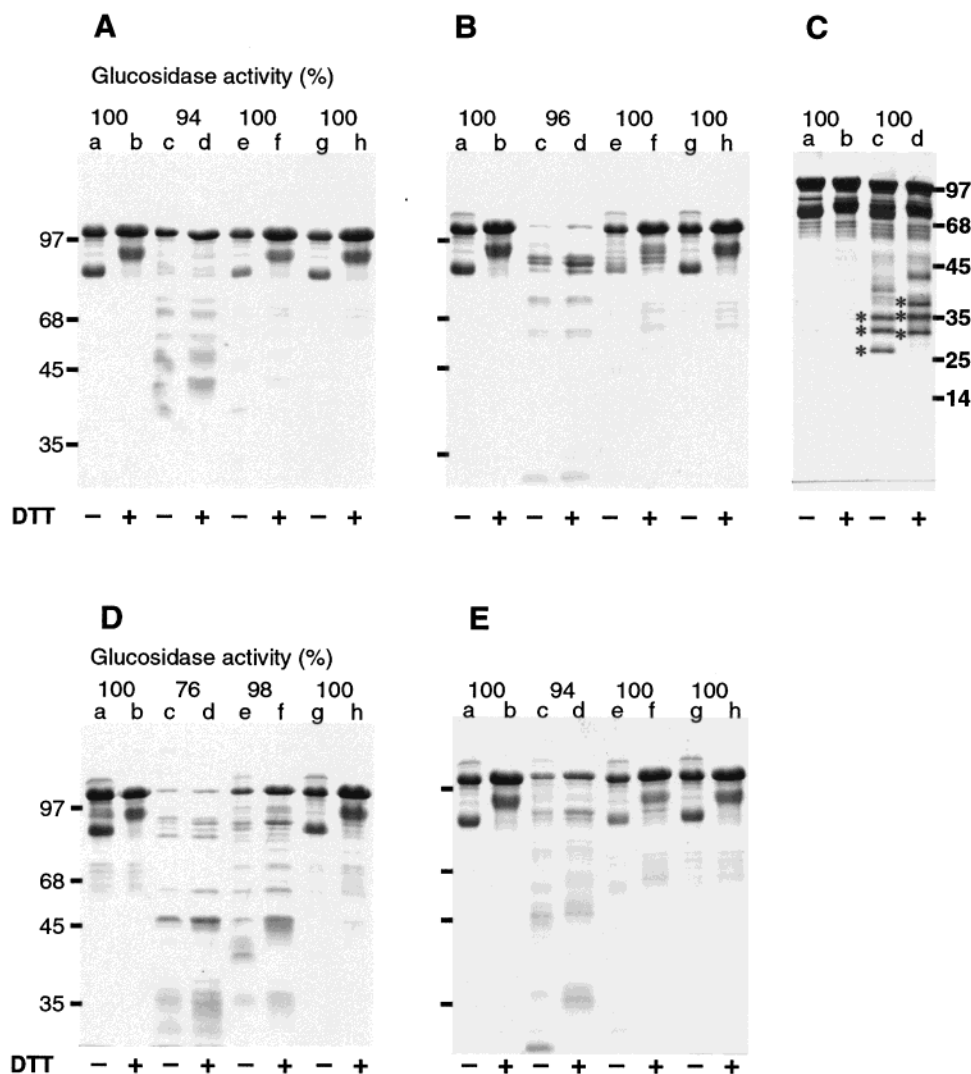 A B C
Glucosidase activity (%)
100 94 100 100
a b c d e f g h
100 96 100 100
a b c d e f g h
100 100
a b c d
97
68
45
35
97
68
45
35
25
14
* * *
* * *
DTT − + − + − + − +
− + − + − + − +
− + − +
D E
Glucosidase activity (%)
100 76 98 100
a b c d e f g h
100 94 100 100
a b c d e f g h
97
68
45
35
DTT − + − + − + − +
− + − + − + − +